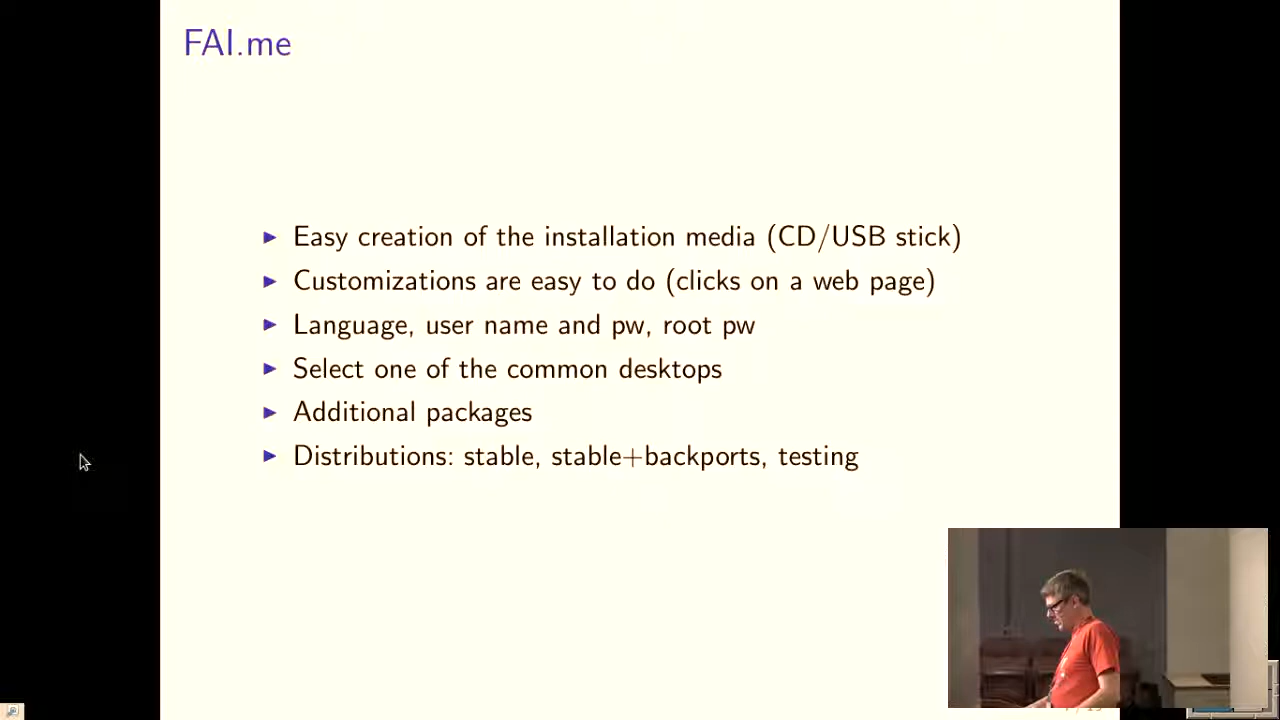 FAI.me
Easy creation of the installation media (CD/USB stick)
Customizations are easy to do (clicks on a web page)
Language, user name and pw, root pw
Select one of the common desktops
Additional packages
Distributions: stable, stable+backports, testing